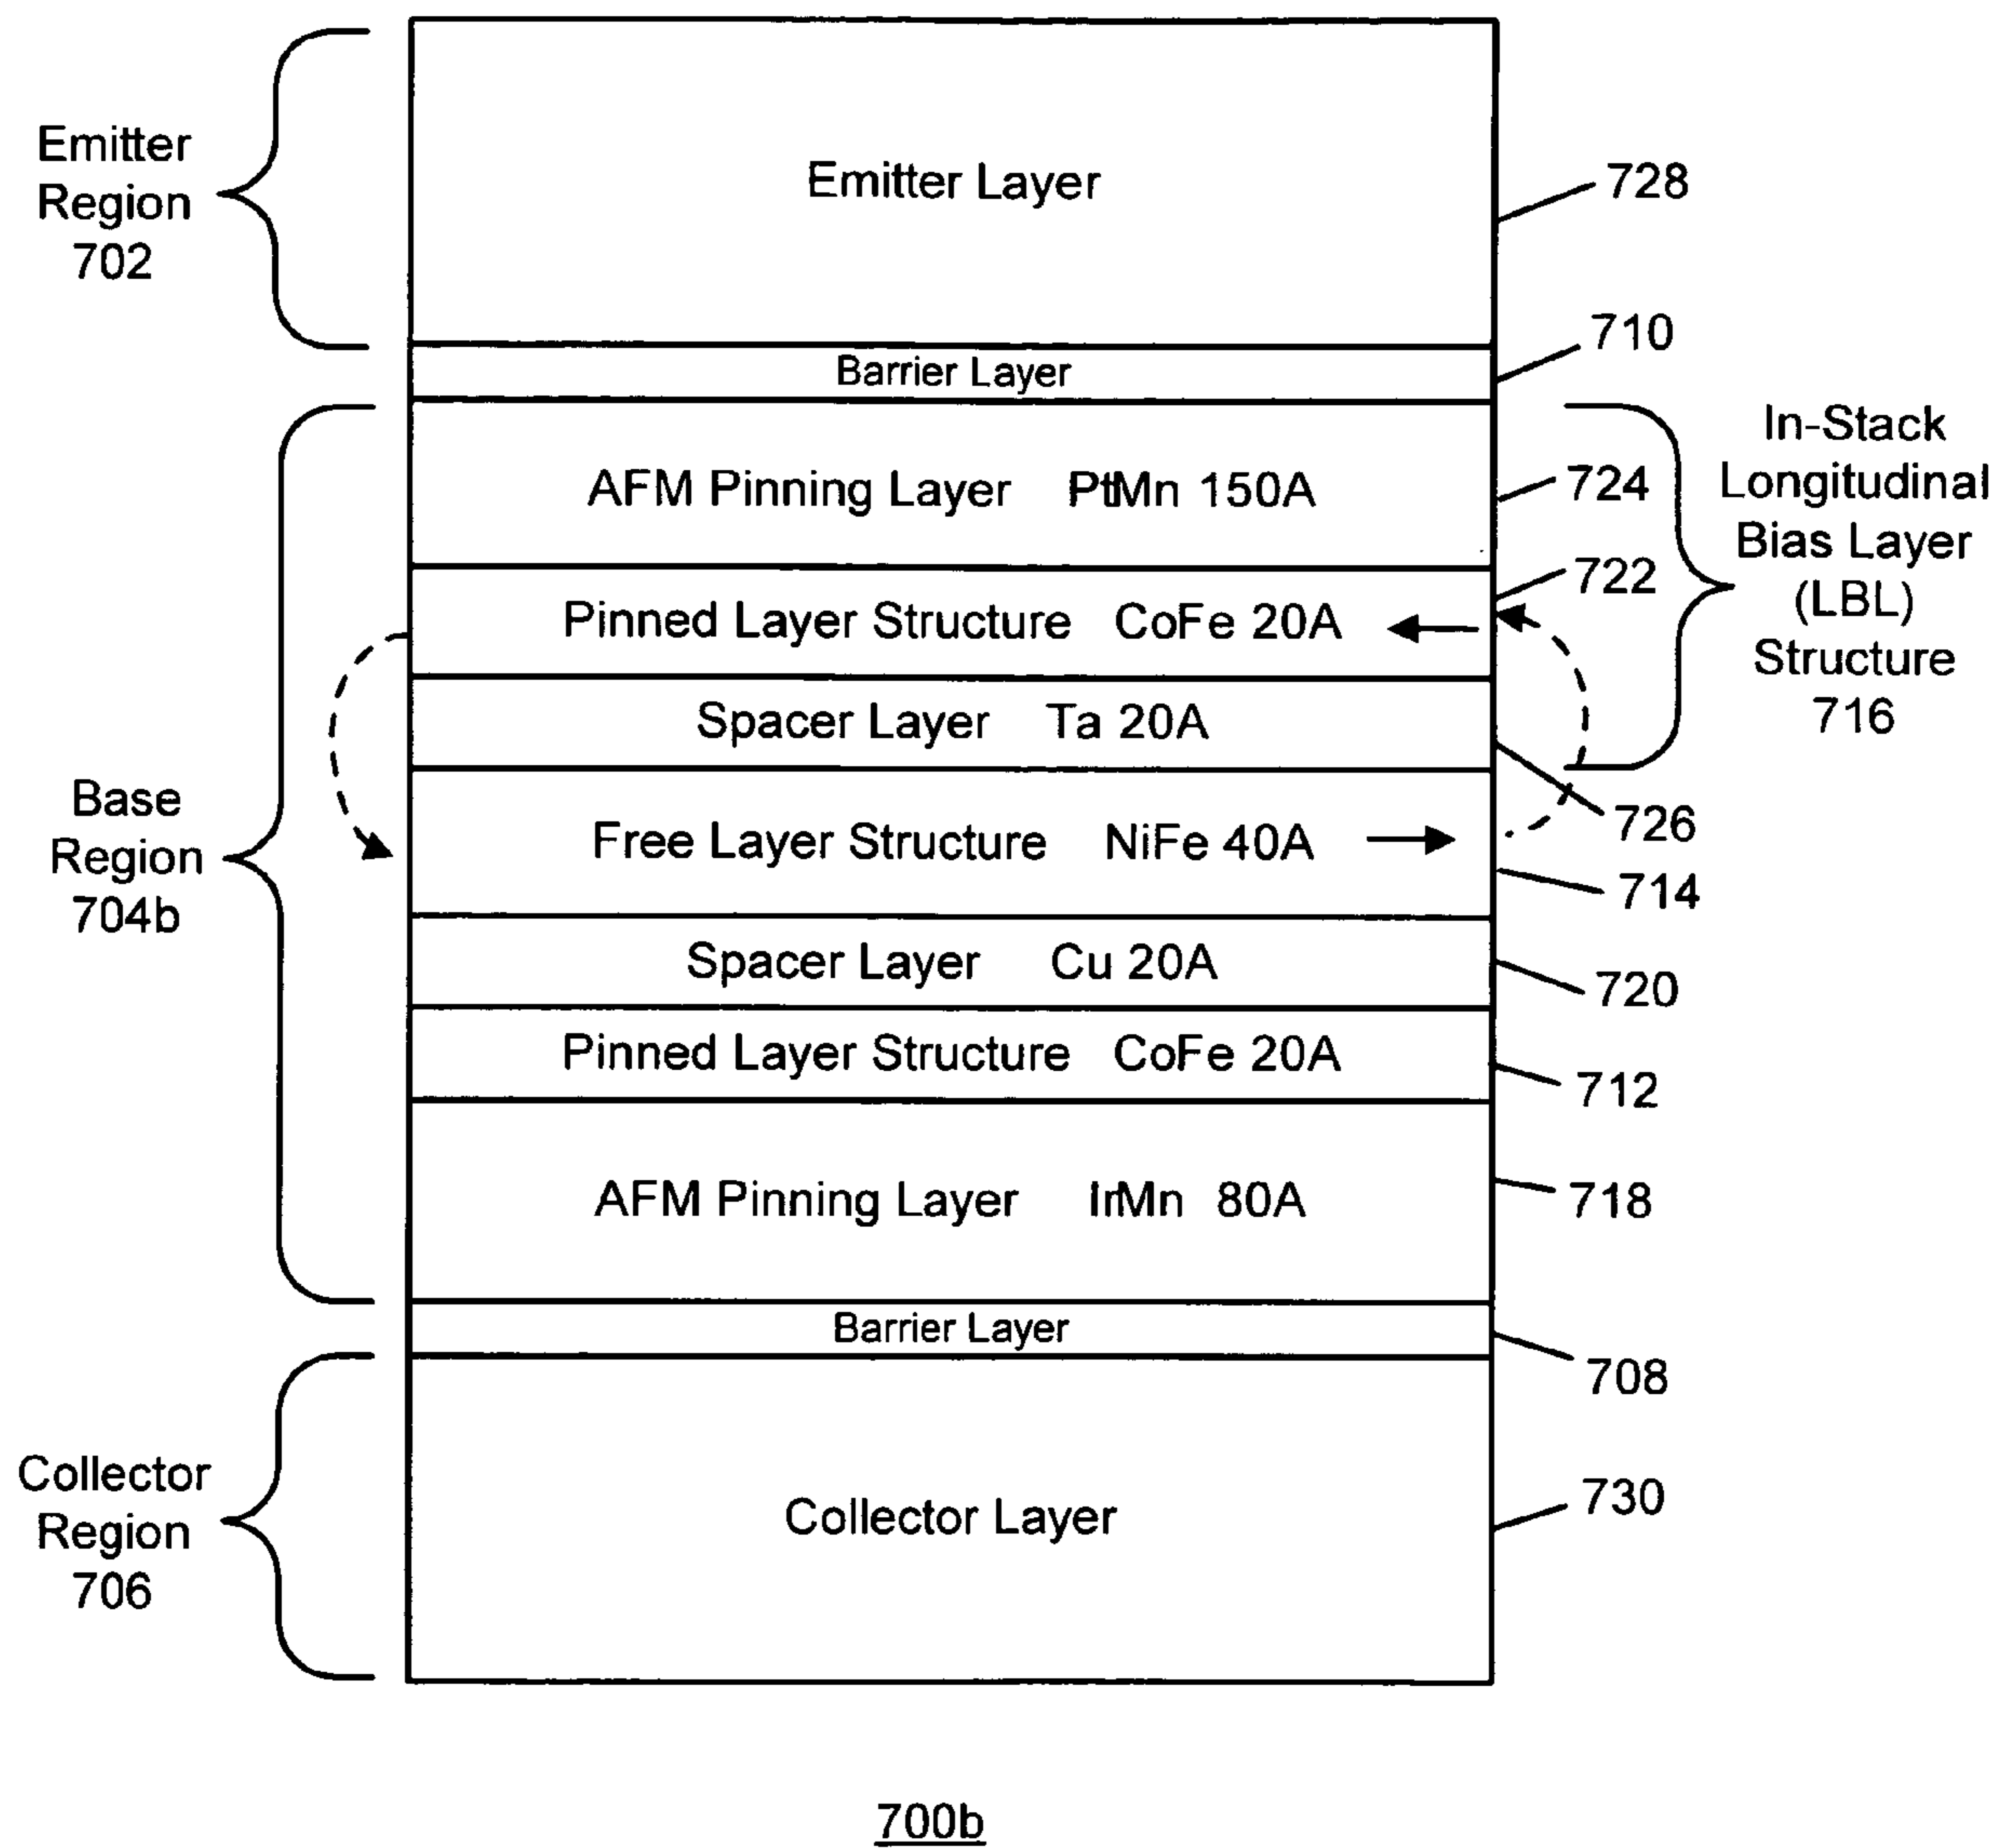 Emitter
Region
702
Emitter Layer
728
710
Barrier Layer
AFM Pinning Layer PtMn 150A
724
In-Stack
Longitudinal
Bias Layer
(LBL)
Structure
716
722
Pinned Layer Structure CoFe 20A
Spacer Layer Ta 20A
726
Base
Region
704b
Free Layer Structure NiFe 40A
714
Spacer Layer Cu 20A
720
Pinned Layer Structure CoFe 20A
712
AFM Pinning Layer IrMn 80A
718
Barrier Layer
708
Collector
Region
706
Collector Layer
730
700b